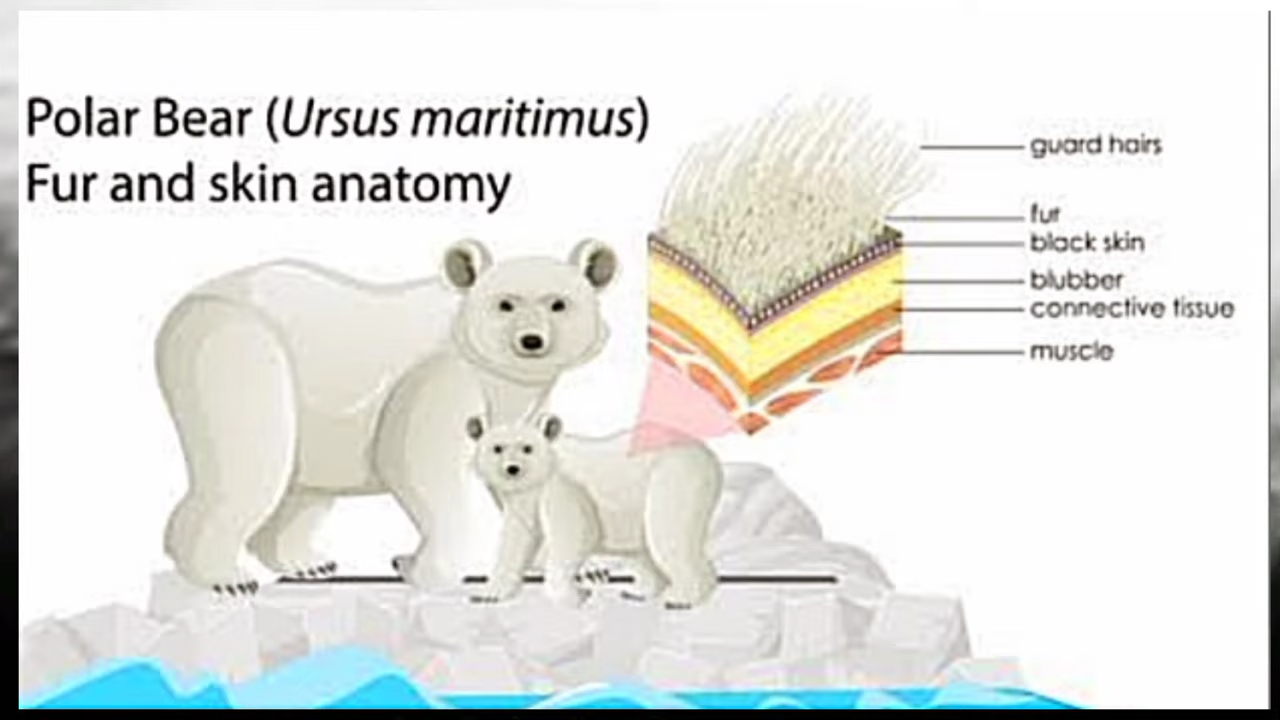 Polar Bear (Ursus maritimus)
Fur and skin anatomy
guard hairs
fur
black skin
blubber
connective tissue
muscle